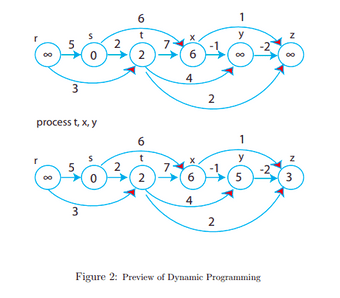 6 1
r s t x y z
5 2 7 -1 -2
∞ 0 2 6 ∞ ∞
3 4 2
process t, x, y
6 1
r s t x y z
5 2 7 -1 -2
∞ 0 2 6 5 3
3 4 2
Figure 2: Preview of Dynamic Programming